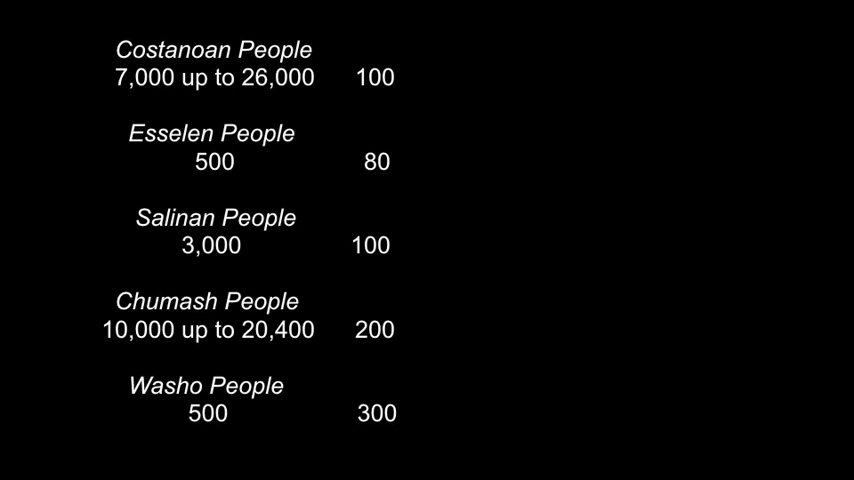 Costanoan People
7,000 up to 26,000 100
Esselen People
500 80
Salinan People
3,000 100
Chumash People
10,000 up to 20,400 200
Washo People
500 300